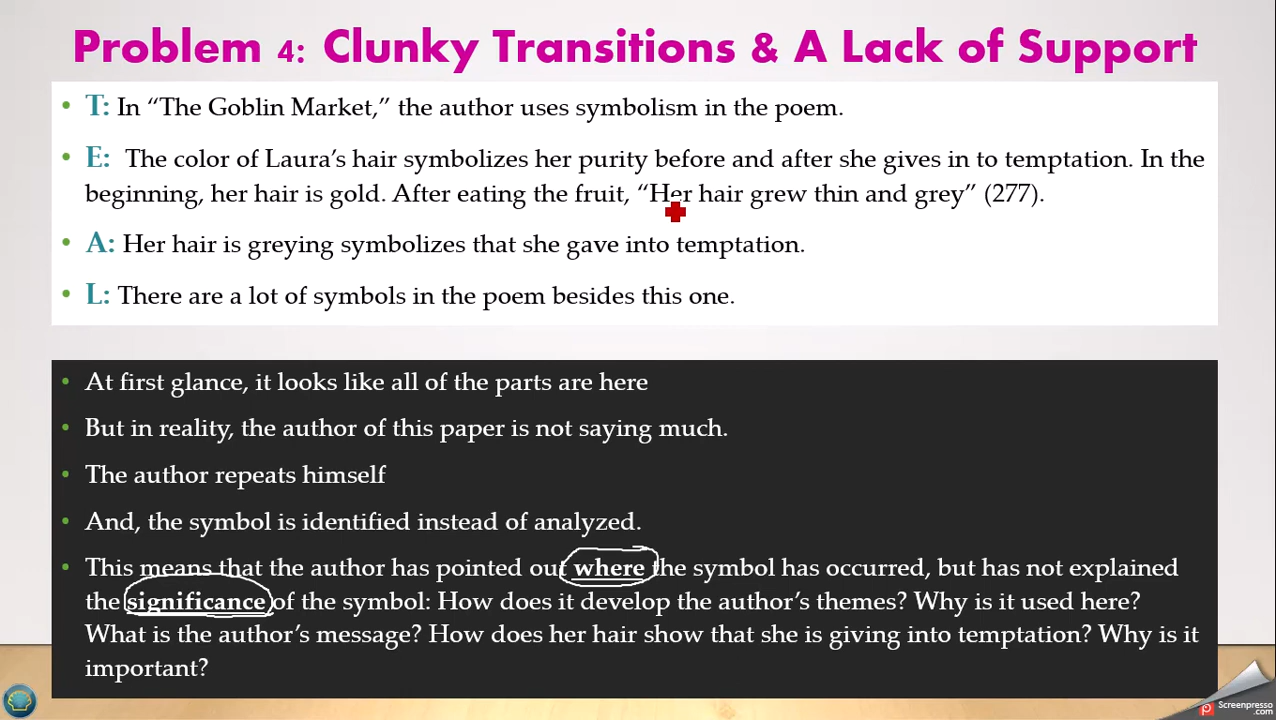 Problem 4: Clunky Transitions & A Lack of Support
• T: In “The Goblin Market,” the author uses symbolism in the poem.
• E: The color of Laura’s hair symbolizes her purity before and after she gives in to temptation. In the
beginning, her hair is gold. After eating the fruit, “Her hair grew thin and grey” (277).
• A: Her hair is greying symbolizes that she gave into temptation.
• L: There are a lot of symbols in the poem besides this one.
• At first glance, it looks like all of the parts are here
• But in reality, the author of this paper is not saying much.
• The author repeats himself
• And, the symbol is identified instead of analyzed.
• This means that the author has pointed out where the symbol has occurred, but has not explained
the significance of the symbol: How does it develop the author’s themes? Why is it used here?
What is the author’s message? How does her hair show that she is giving into temptation? Why is it
important?
Screenpresso
.com